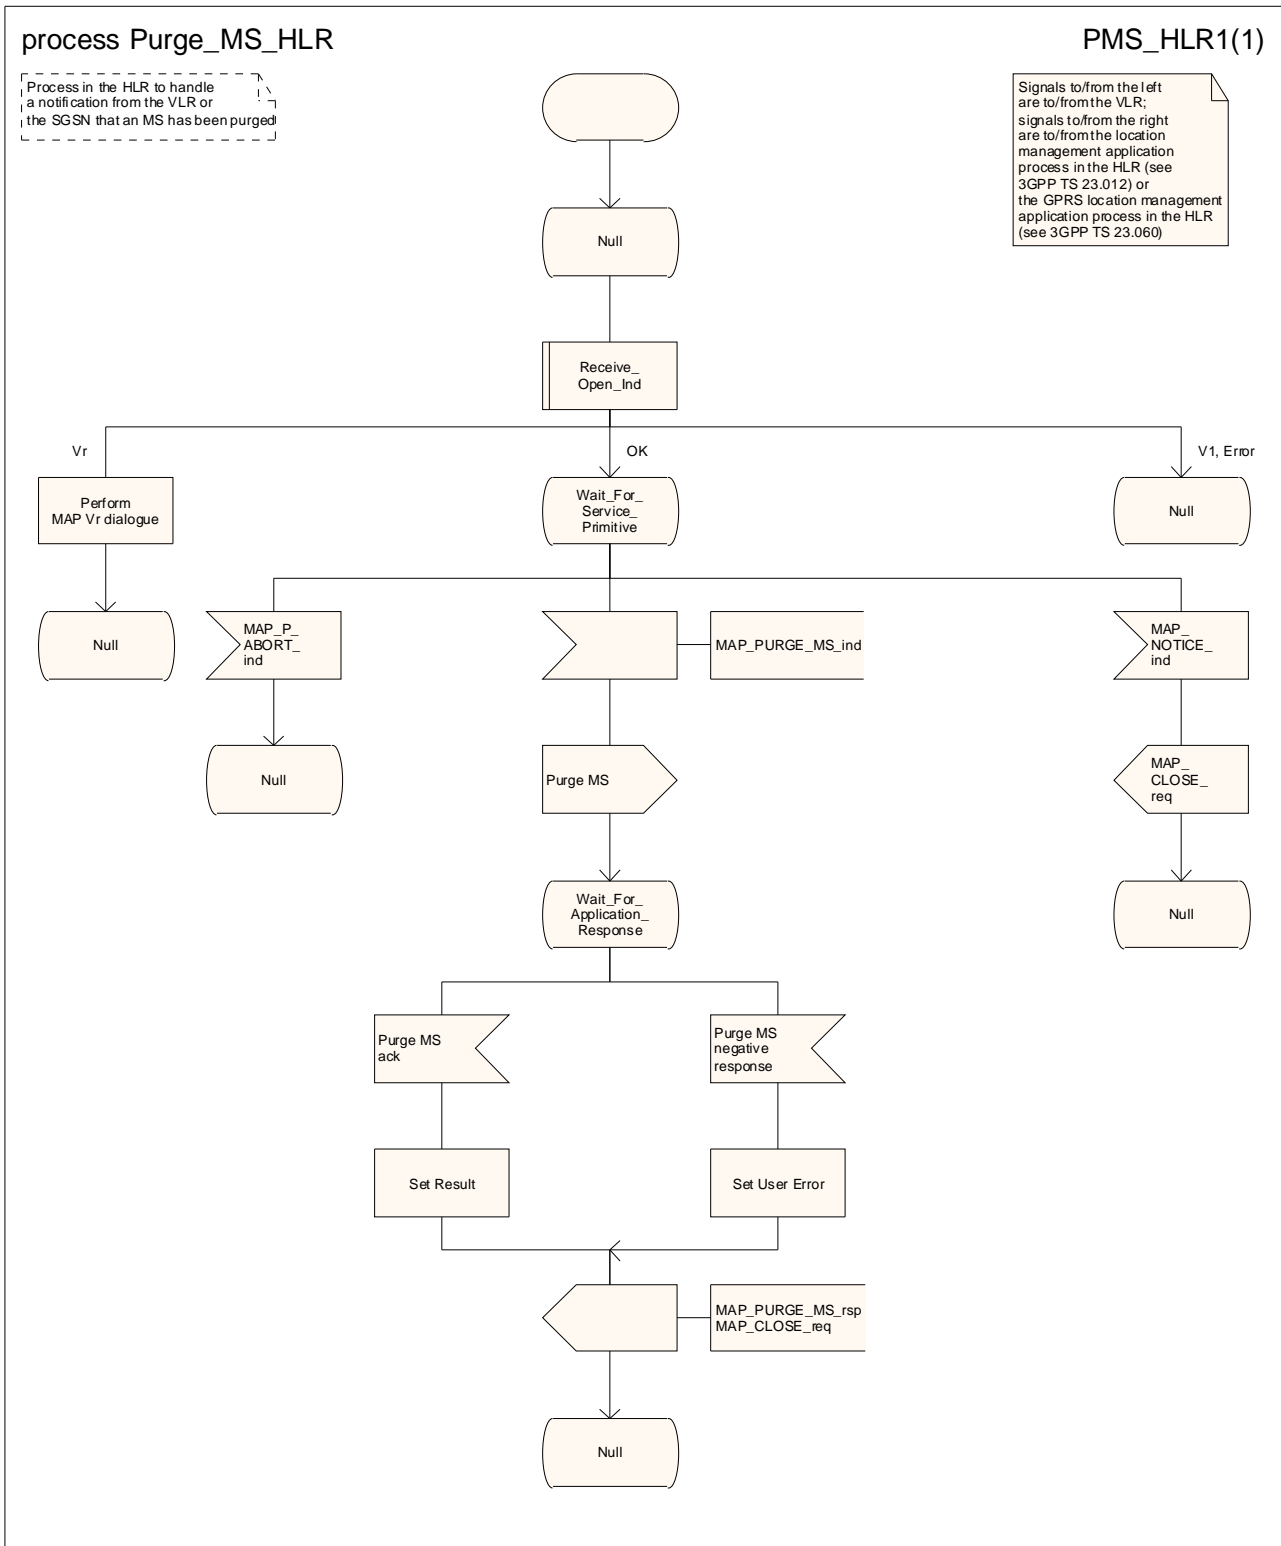 process Purge_MS_HLR
PMS_HLR1(1)
Process in the HLR to handle
a notification from the VLR or
the SGSN that an MS has been purged
Signals to/from the left
are to/from the VLR;
signals to/from the right
are to/from the location
management application
process in the HLR (see
3GPP TS 23.012) or
the GPRS location management
application process in the HLR
(see 3GPP TS 23.060)
Null
Receive_
Open_Ind
Vr
OK
V1, Error
Perform
MAP Vr dialogue
Wait_For_
Service_
Primitive
Null
Null
MAP_P_
ABORT_
ind
MAP_PURGE_MS_ind
MAP_
NOTICE_
ind
Null
Purge MS
MAP_
CLOSE_
req
Wait_For_
Application_
Response
Null
Purge MS
ack
Purge MS
negative
response
Set Result
Set User Error
MAP_PURGE_MS_rsp
MAP_CLOSE_req
Null